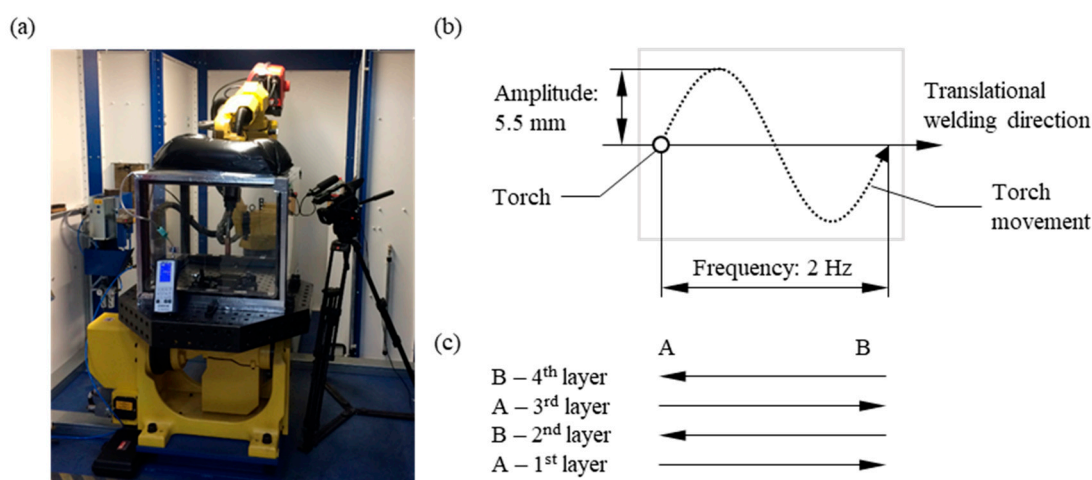 (a)
(b)
Amplitude:
5.5 mm
Translational
welding direction
Torch
Torch
movement
Frequency: 2 Hz
(c)
A B
B – 4th layer
A – 3rd layer
B – 2nd layer
A – 1st layer